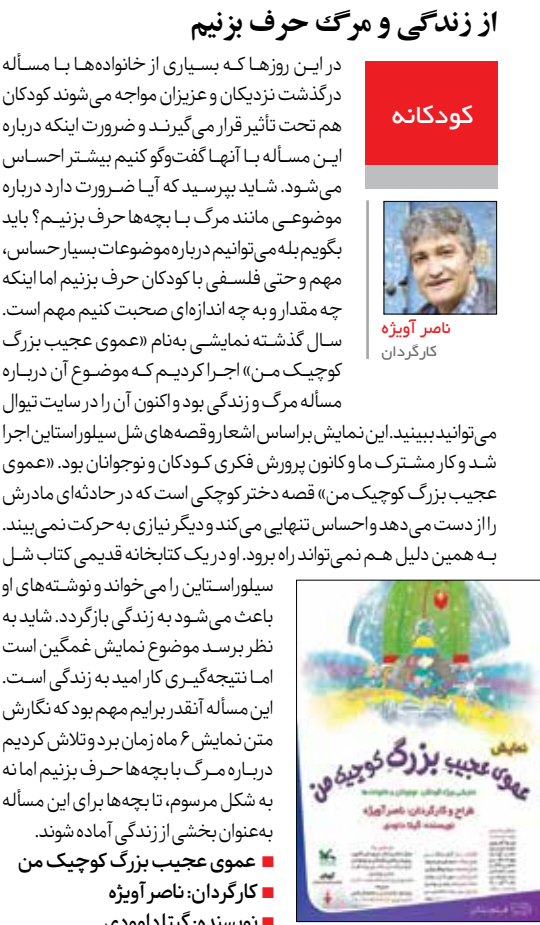 از زندگی و مرگ حرف بزنیم
کودکانه
ناصر آویژه
کارگردان
در این روزها که بسیاری از خانواده‌ها با مسأله
درگذشت نزدیکان و عزیزان مواجه می‌شوند کودکان
هم تحت تأثیر قرار می‌گیرند و ضرورت اینکه درباره
این مسأله با آنها گفت‌وگو کنیم بیشتر احساس
می‌شود. شاید بپرسید که آیا ضرورت دارد درباره
موضوعی مانند مرگ با بچه‌ها حرف بزنیم؟ باید
بگویم بله می‌توانیم درباره موضوعات بسیار حساس،
مهم و حتی فلسفی با کودکان حرف بزنیم اما اینکه
چه مقدار و به چه اندازه‌ای صحبت کنیم مهم است.
سال گذشته نمایشی به‌نام «عموی عجیب بزرگ
کوچیک من» اجرا کردیم که موضوع آن درباره
مسأله مرگ و زندگی بود و اکنون آن را در سایت تیوال
می‌توانید ببینید. این نمایش براساس اشعار و قصه‌های شل سیلوراستاین اجرا
شد و کار مشترک ما و کانون پرورش فکری کودکان و نوجوانان بود. «عموی
عجیب بزرگ کوچیک من» قصه دختر کوچکی است که در حادثه‌ای مادرش
را از دست می‌دهد و احساس تنهایی می‌کند و دیگر نیازی به حرکت نمی‌بیند.
به همین دلیل هم نمی‌تواند راه برود. او در یک کتابخانه قدیمی کتاب شل
سیلوراستاین را می‌خواند و نوشته‌های او
باعث می‌شود به زندگی بازگردد. شاید به
نظر برسد موضوع نمایش غمگین است
اما نتیجه‌گیری کار امید به زندگی است.
این مسأله آنقدر برایم مهم بود که نگارش
متن نمایش ۶ ماه زمان برد و تلاش کردیم
درباره مرگ با بچه‌ها حرف بزنیم اما نه
به شکل مرسوم، تا بچه‌ها برای این مسأله
به‌عنوان بخشی از زندگی آماده شوند.
عموی عجیب بزرگ کوچیک من
کارگردان: ناصر آویژه
نویسنده: گیتا داوودی
نمایش
عموی عجیب بزرگ کوچیک من
طراح و کارگردان: ناصر آویژه
نویسنده: گیتا داوودی